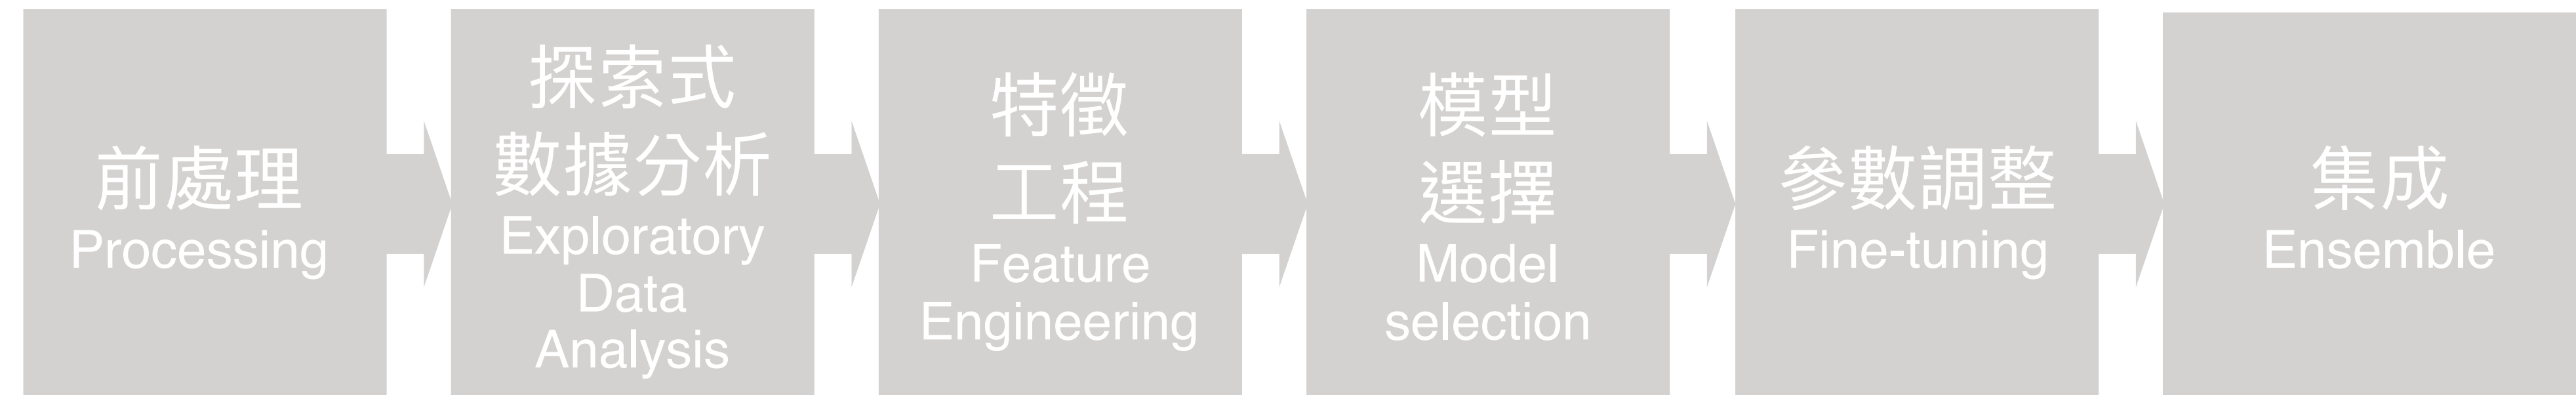 前處理
Processing
探索式
數據分析
Exploratory
Data
Analysis
特徵
工程
Feature
Engineering
模型
選擇
Model
selection
參數調整
Fine-tuning
集成
Ensemble